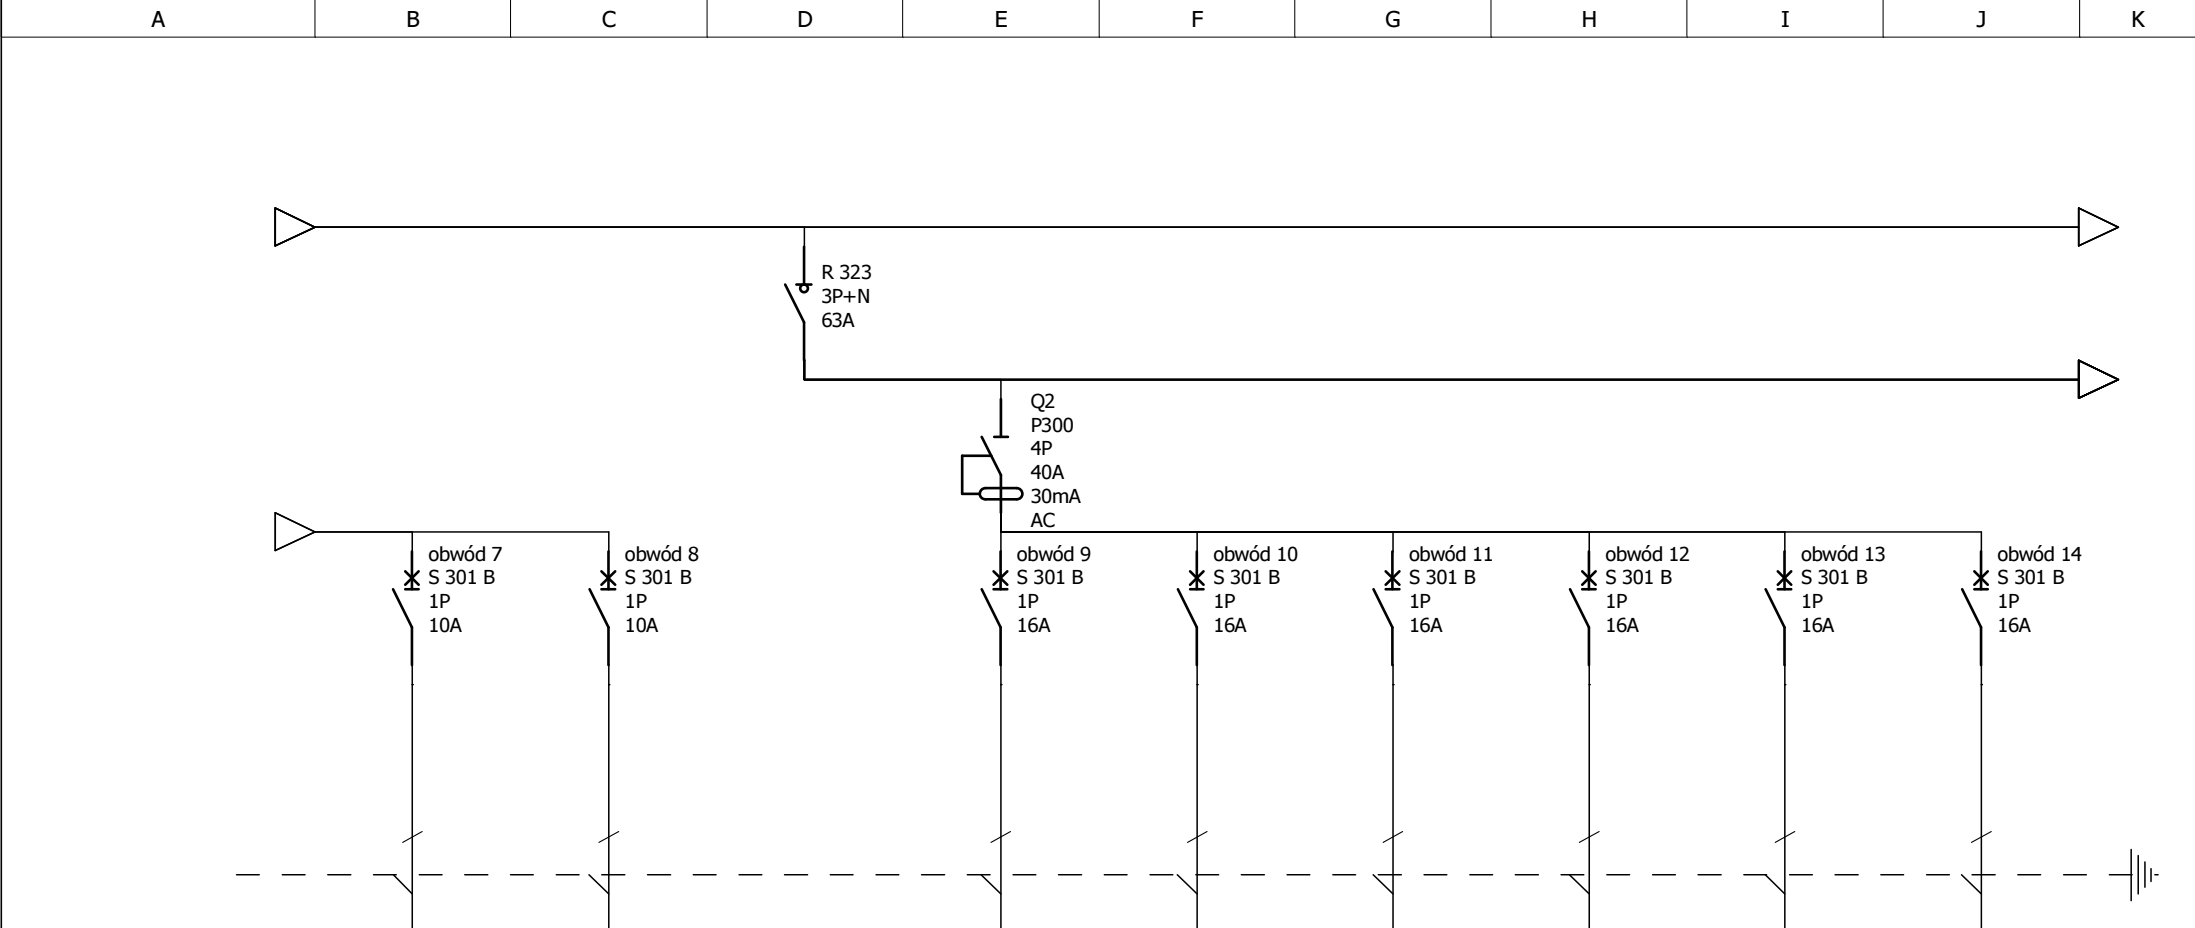 A B C D E F G H I J K
R 323
3P+N
63A
Q2
P300
4P
40A
30mA
AC
obwód 7
S 301 B
1P
10A
obwód 8
S 301 B
1P
10A
obwód 9
S 301 B
1P
16A
obwód 10
S 301 B
1P
16A
obwód 11
S 301 B
1P
16A
obwód 12
S 301 B
1P
16A
obwód 13
S 301 B
1P
16A
obwód 14
S 301 B
1P
16A